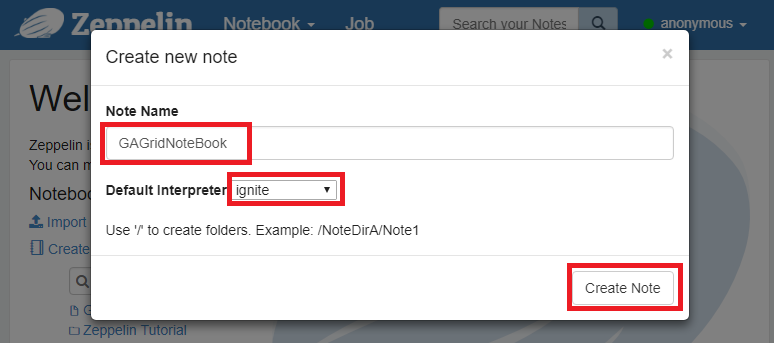 Zeppelin Notebook Job Search your Notes anonymous
Create new note ×
Wel
Note Name
Zeppelin i
GAGridNoteBook
You can m
Default Interpreter ignite
Notebo
Import
Use '/' to create folders. Example: /NoteDirA/Note1
Create
Create Note
G
Zeppelin Tutorial